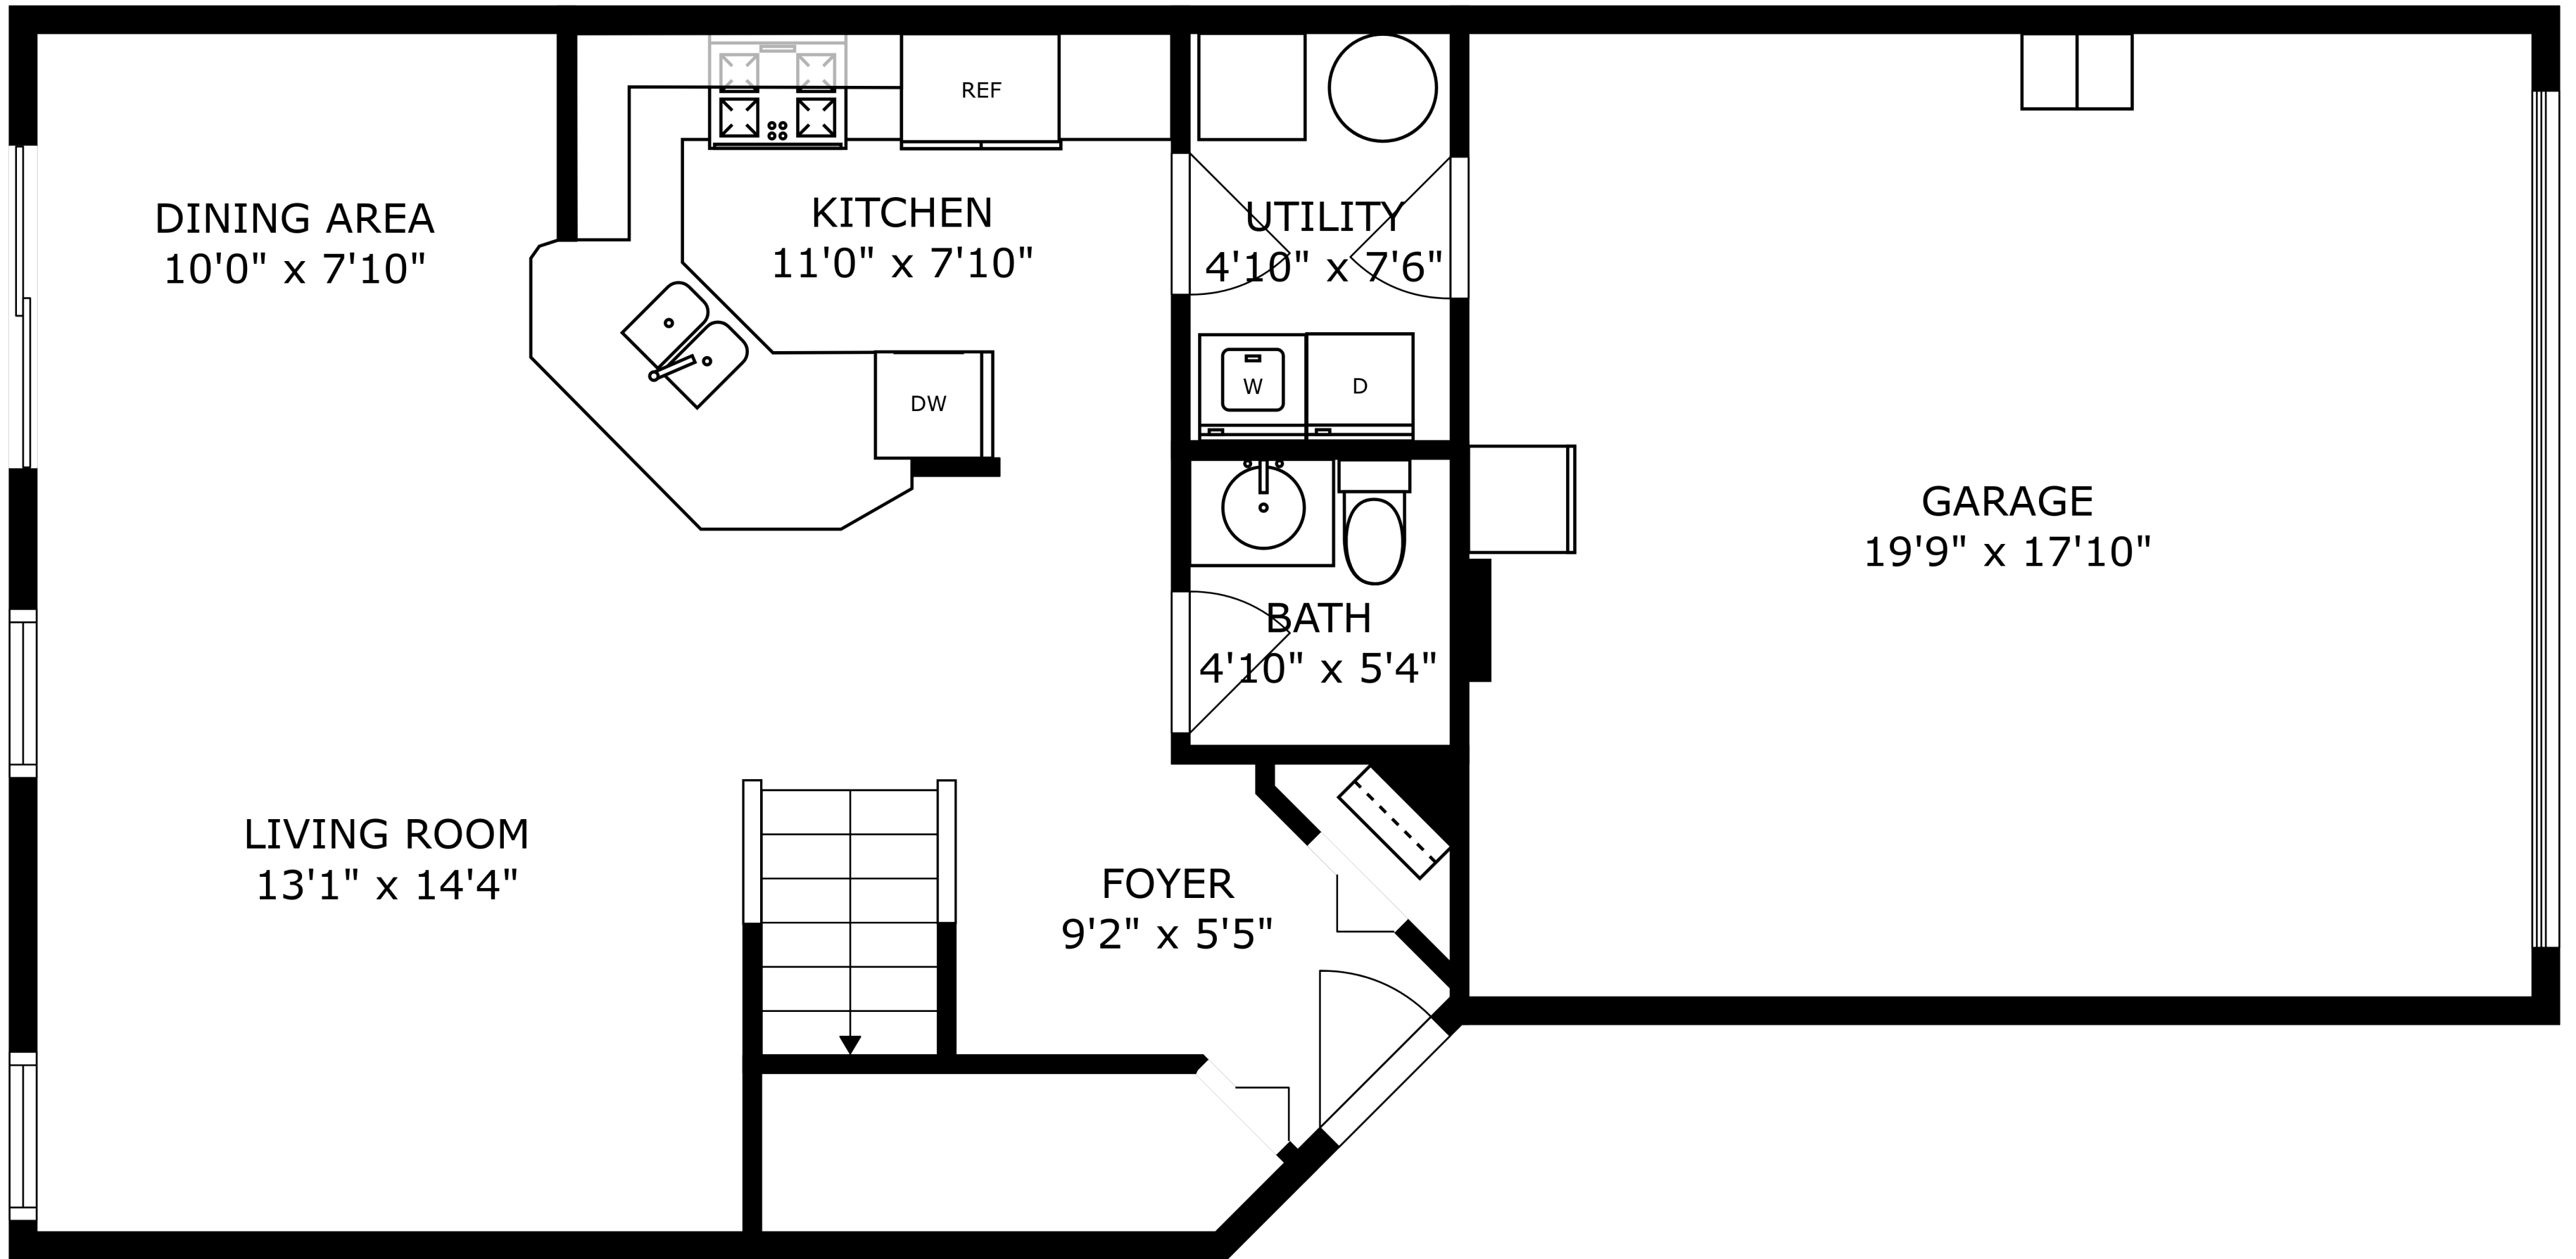 REF
DINING AREA
10'0" x 7'10"
KITCHEN
11'0" x 7'10"
UTILITY
4'10" x 7'6"
W
D
DW
GARAGE
19'9" x 17'10"
BATH
4'10" x 5'4"
LIVING ROOM
13'1" x 14'4"
FOYER
9'2" x 5'5"